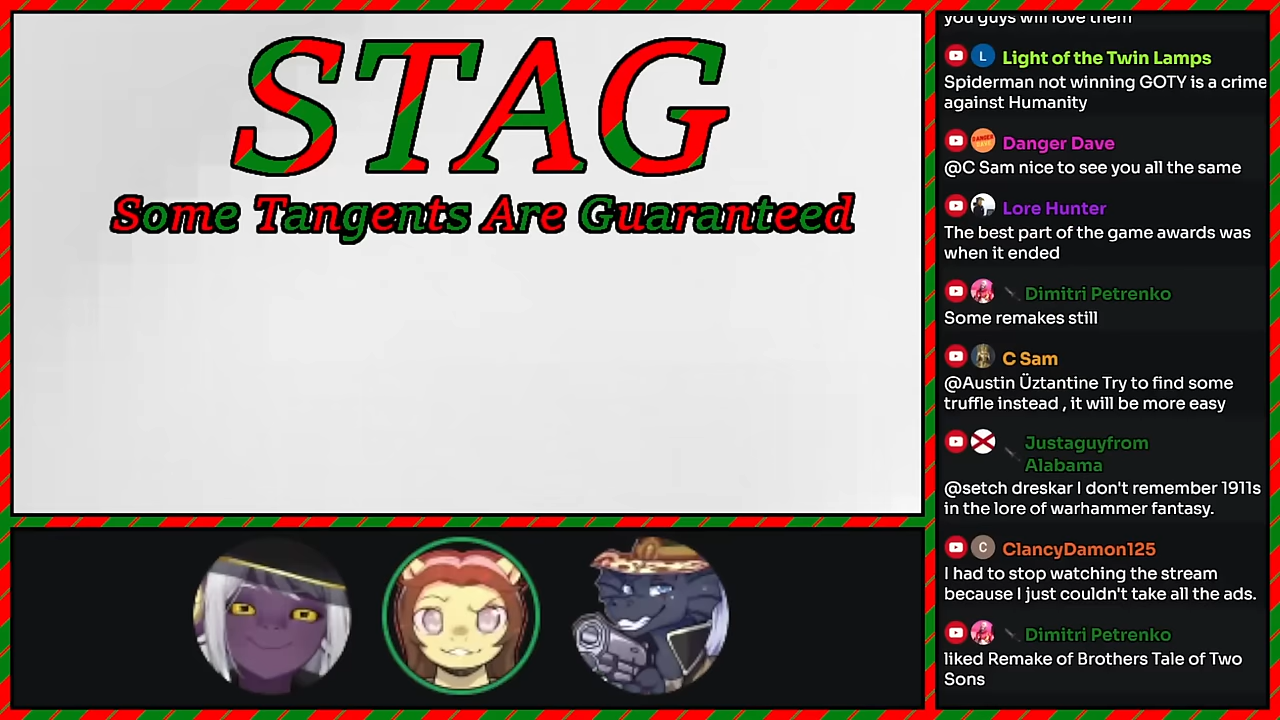 STAG
Some Tangents Are Guaranteed
you guys will love them
L Light of the Twin Lamps
Spiderman not winning GOTY is a crime
against Humanity
DANGER DAVE Danger Dave
@C Sam nice to see you all the same
Lore Hunter
The best part of the game awards was
when it ended
Dimitri Petrenko
Some remakes still
C Sam
@Austin Üztantine Try to find some
truffle instead , it will be more easy
Justaguyfrom
Alabama
@setch dreskar I don't remember 1911s
in the lore of warhammer fantasy.
C ClancyDamon125
I had to stop watching the stream
because I just couldn't take all the ads.
Dimitri Petrenko
liked Remake of Brothers Tale of Two
Sons